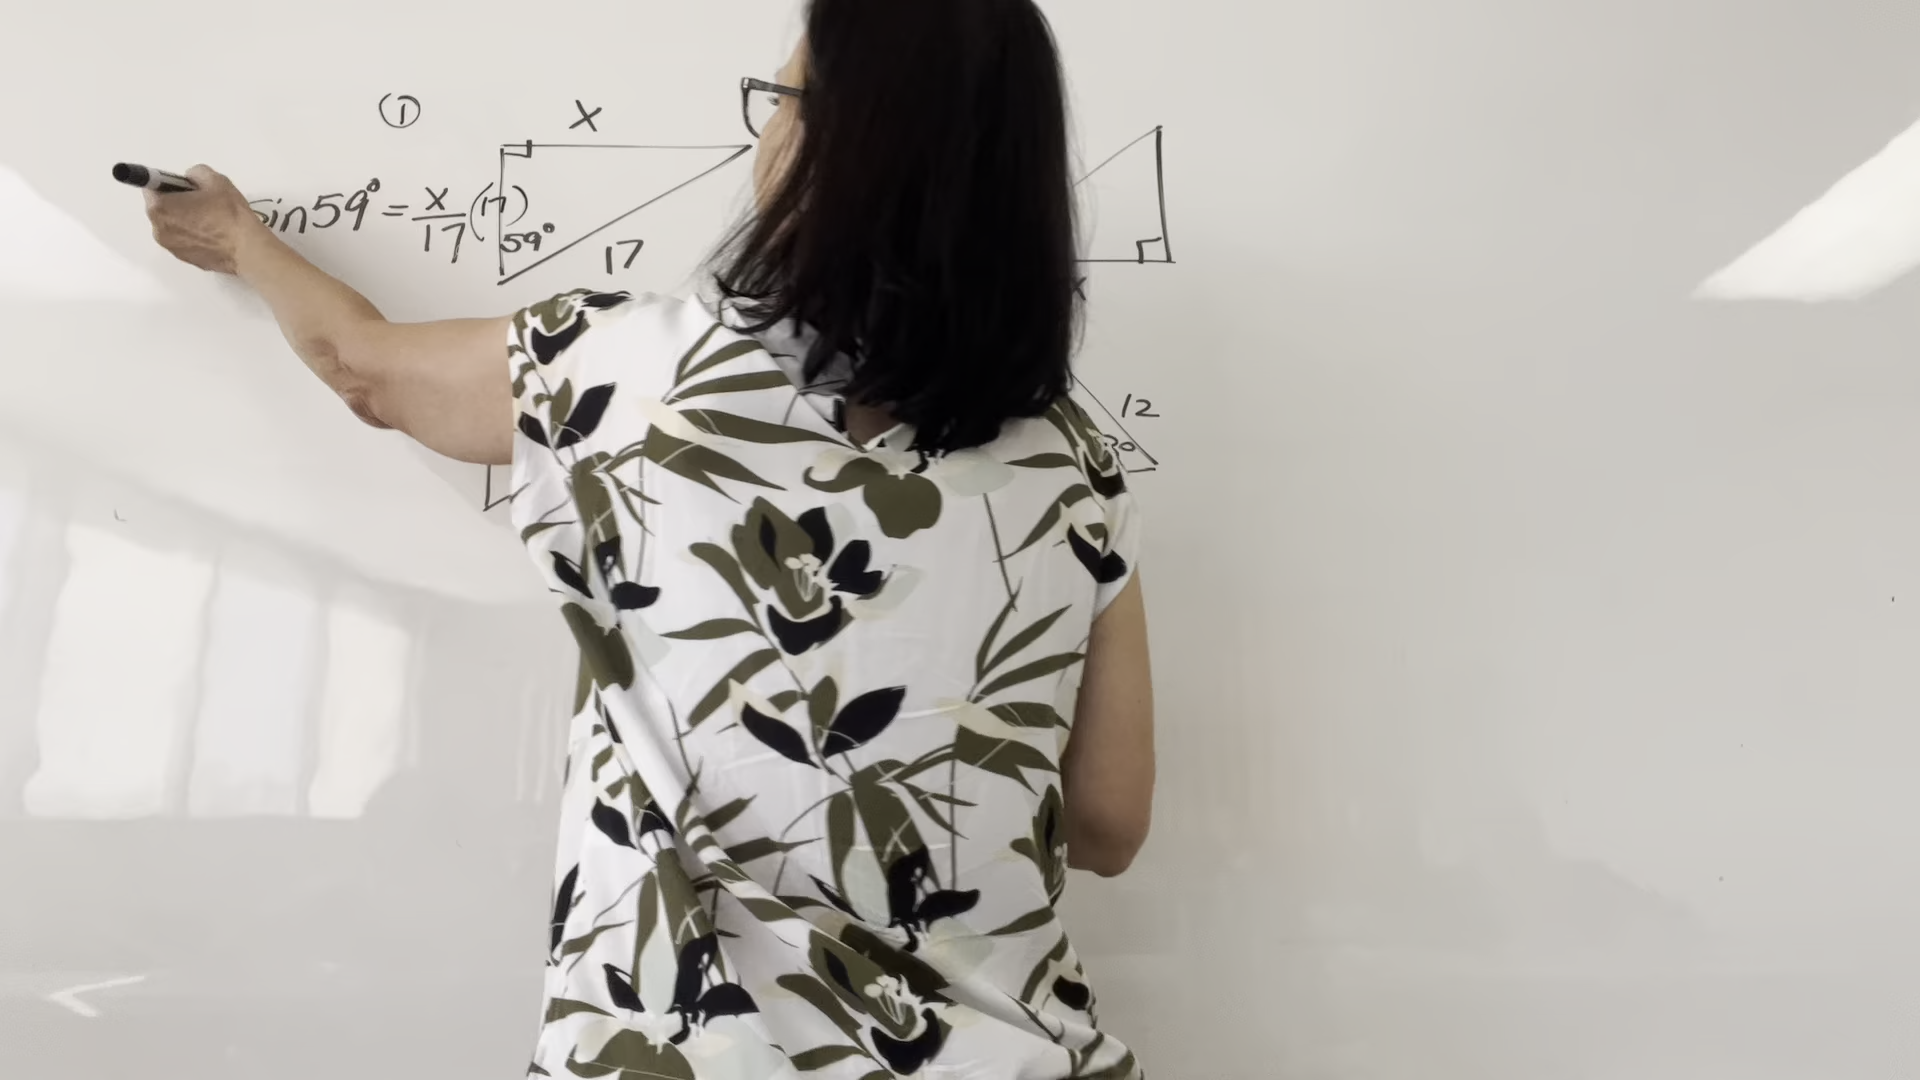 ①
x
sin59° = x/17 (17)
59°
17
x
12